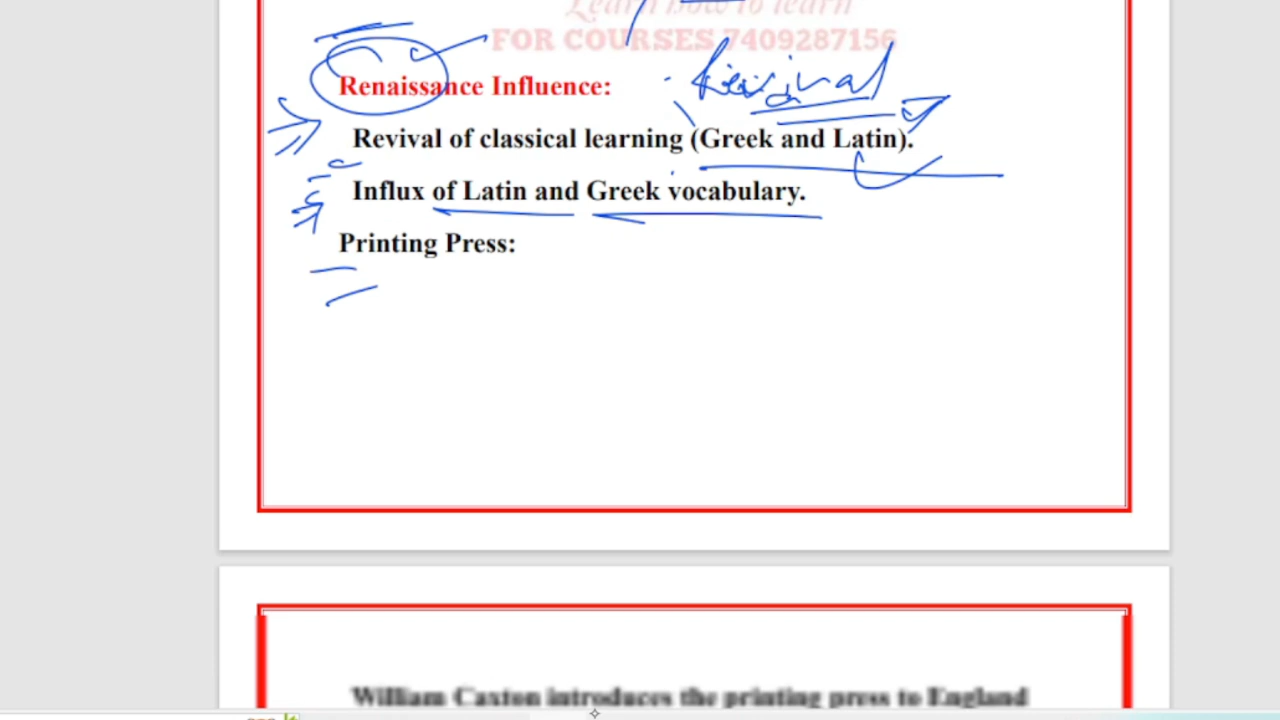 Learn how to learn
FOR COURSES 7409287156
Renaissance Influence:
Revival
Revival of classical learning (Greek and Latin).
Influx of Latin and Greek vocabulary.
Printing Press:
William Caxton introduces the printing press to England